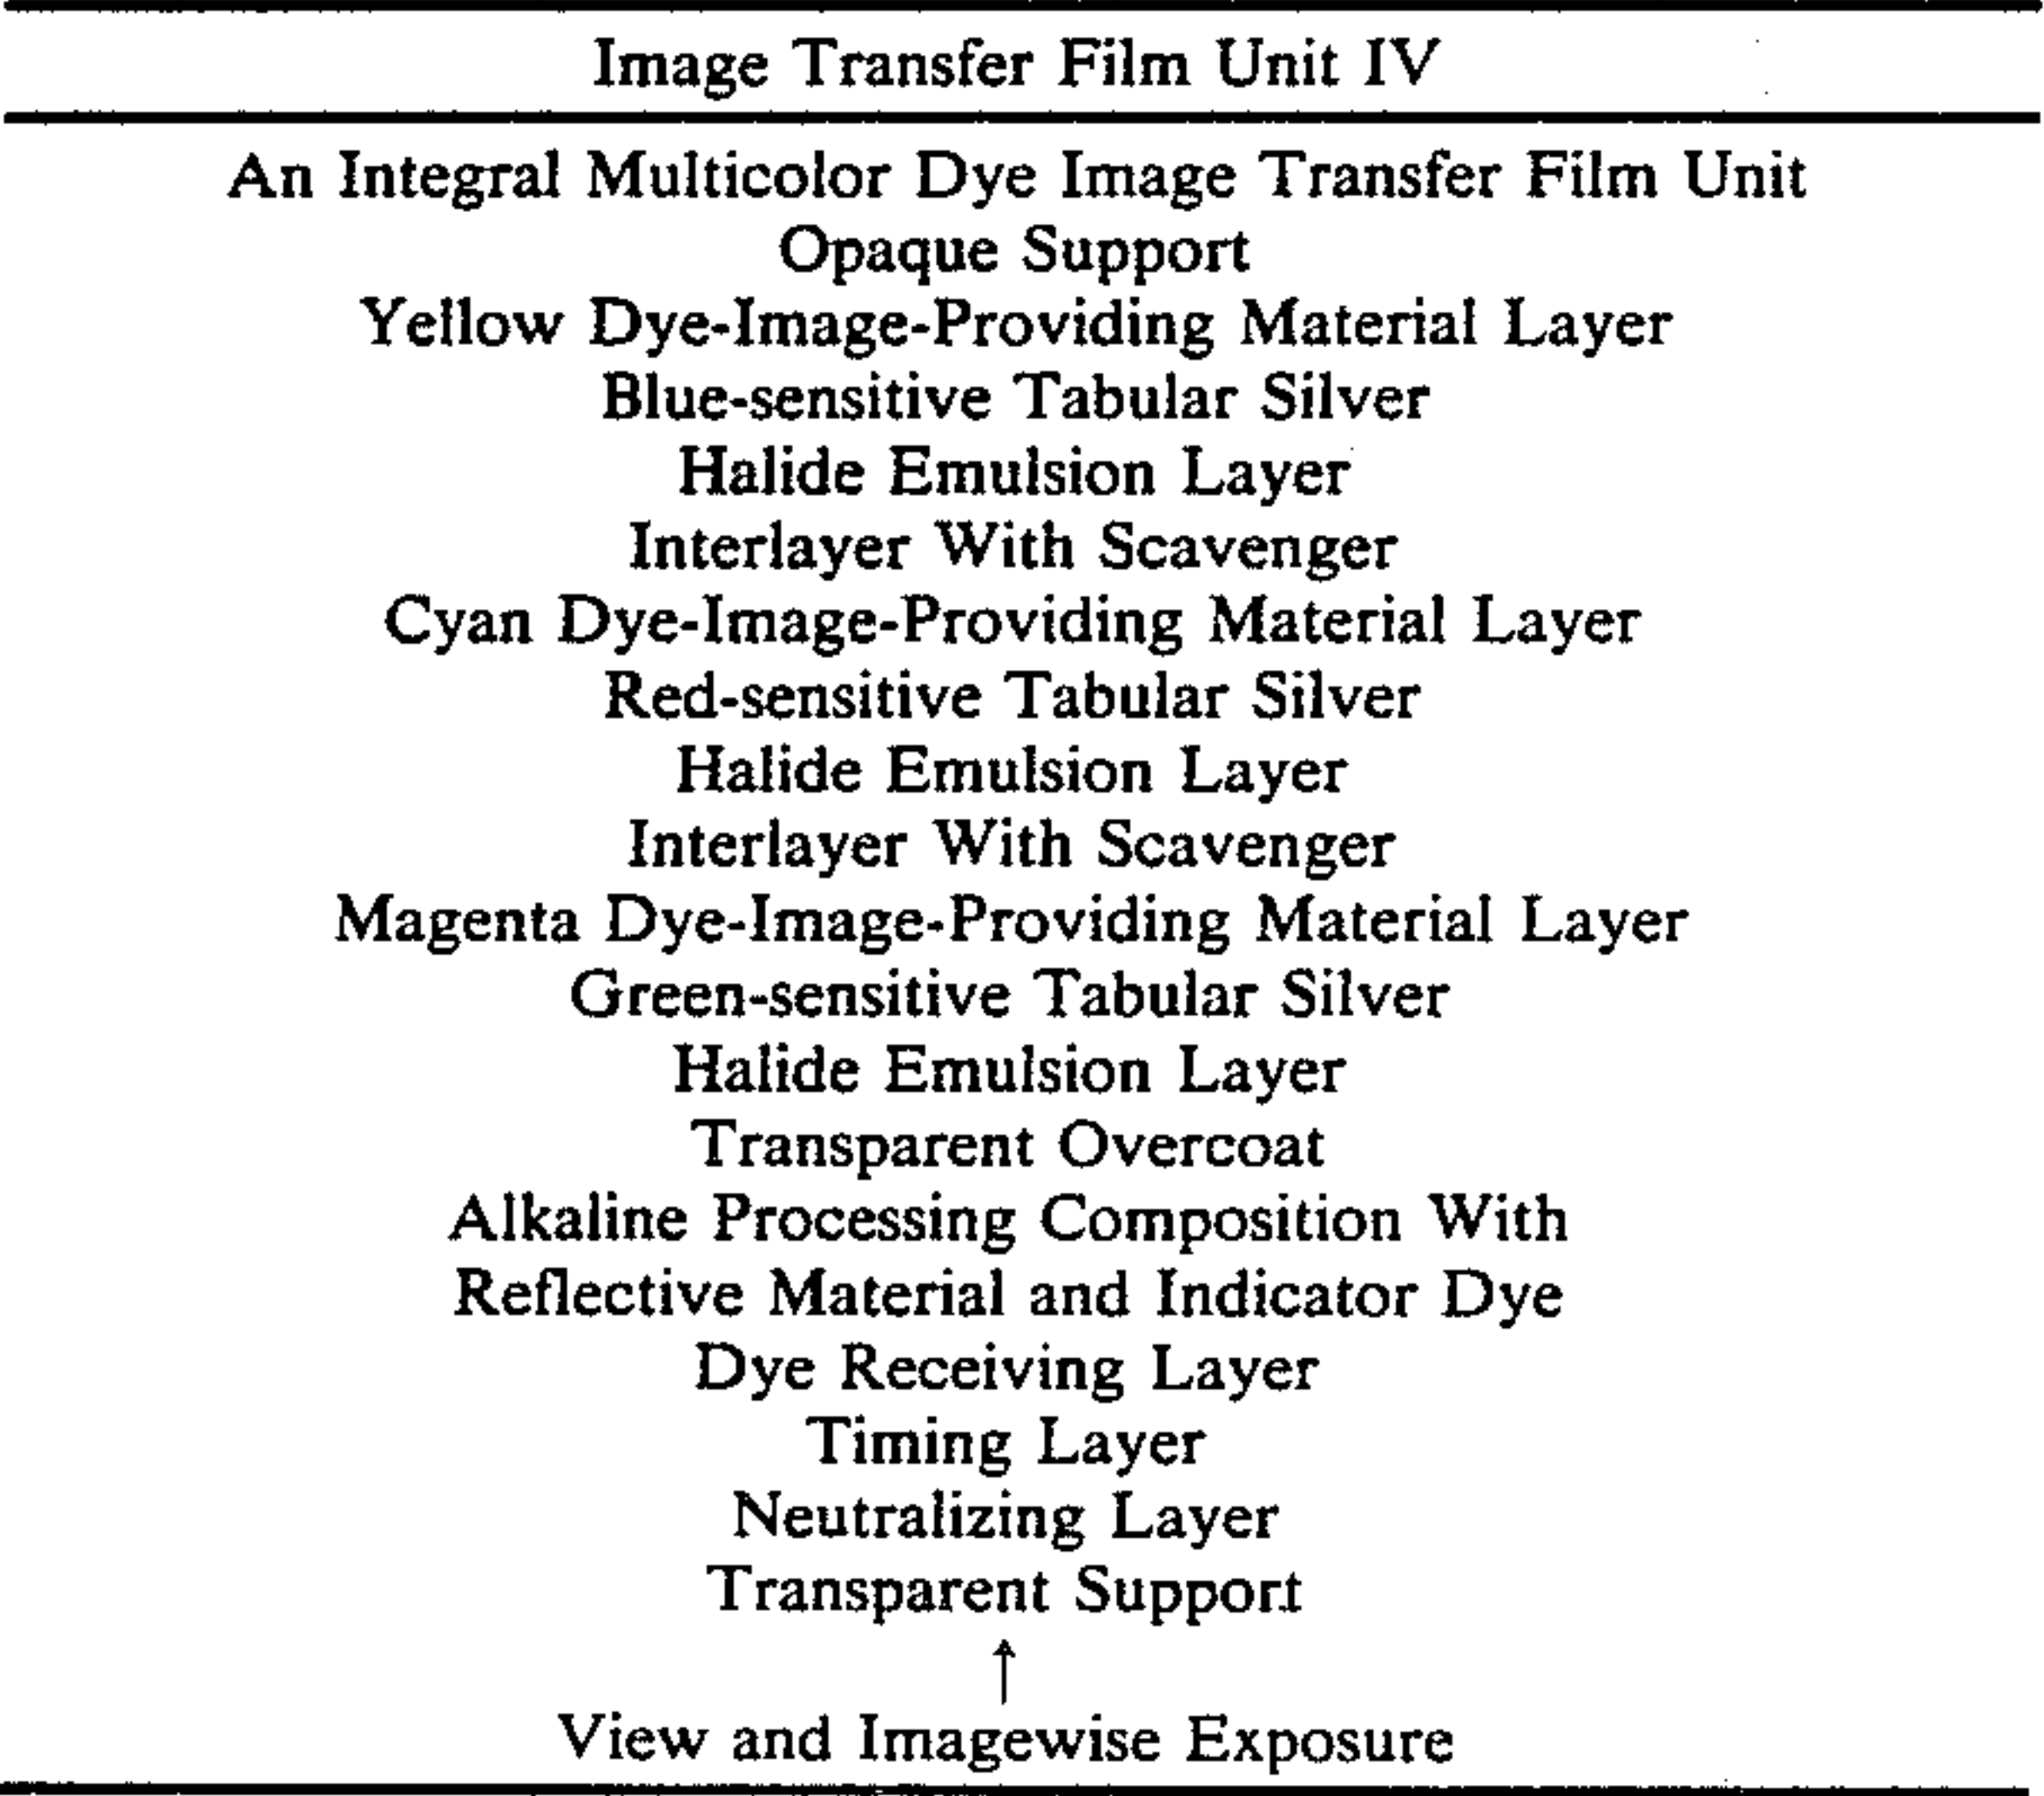 Image Transfer Film Unit IV
An Integral Multicolor Dye Image Transfer Film Unit
Opaque Support
Yellow Dye-Image-Providing Material Layer
Blue-sensitive Tabular Silver
Halide Emulsion Layer
Interlayer With Scavenger
Cyan Dye-Image-Providing Material Layer
Red-sensitive Tabular Silver
Halide Emulsion Layer
Interlayer With Scavenger
Magenta Dye-Image-Providing Material Layer
Green-sensitive Tabular Silver
Halide Emulsion Layer
Transparent Overcoat
Alkaline Processing Composition With
Reflective Material and Indicator Dye
Dye Receiving Layer
Timing Layer
Neutralizing Layer
Transparent Support
↑
View and Imagewise Exposure